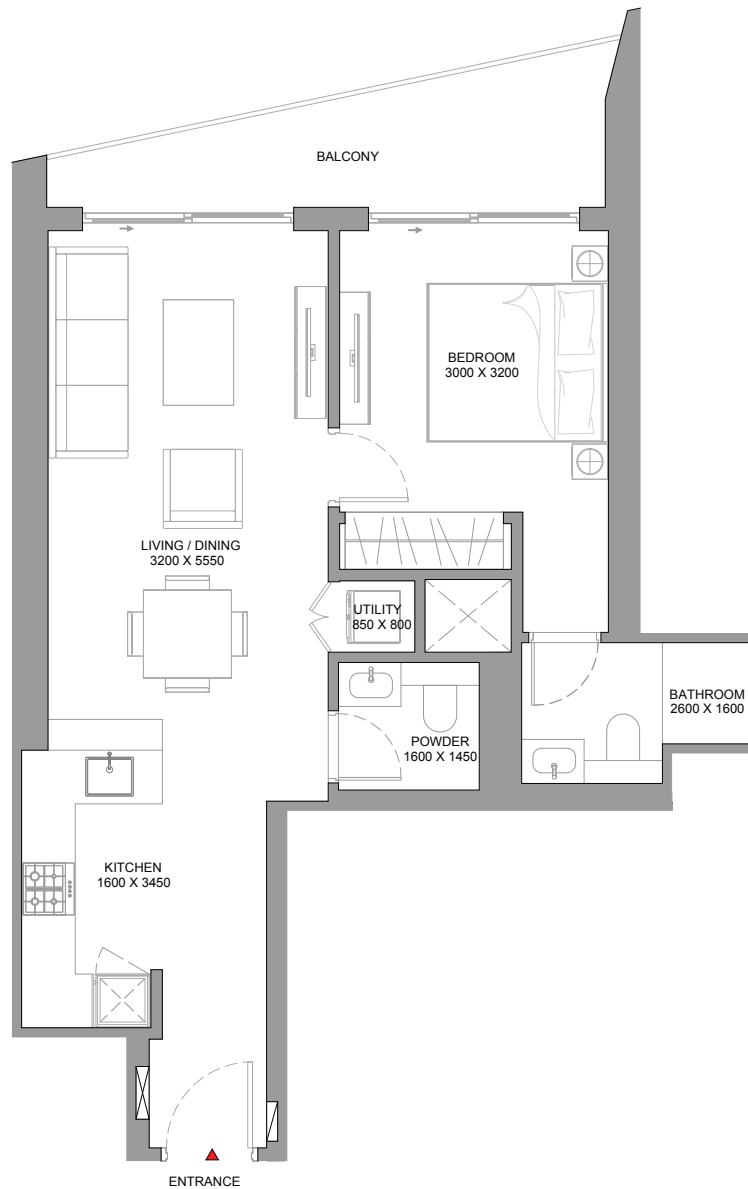 BALCONY
BEDROOM
3000 X 3200
LIVING / DINING
3200 X 5550
UTILITY
850 X 800
BATHROOM
2600 X 1600
POWDER
1600 X 1450
KITCHEN
1600 X 3450
ENTRANCE